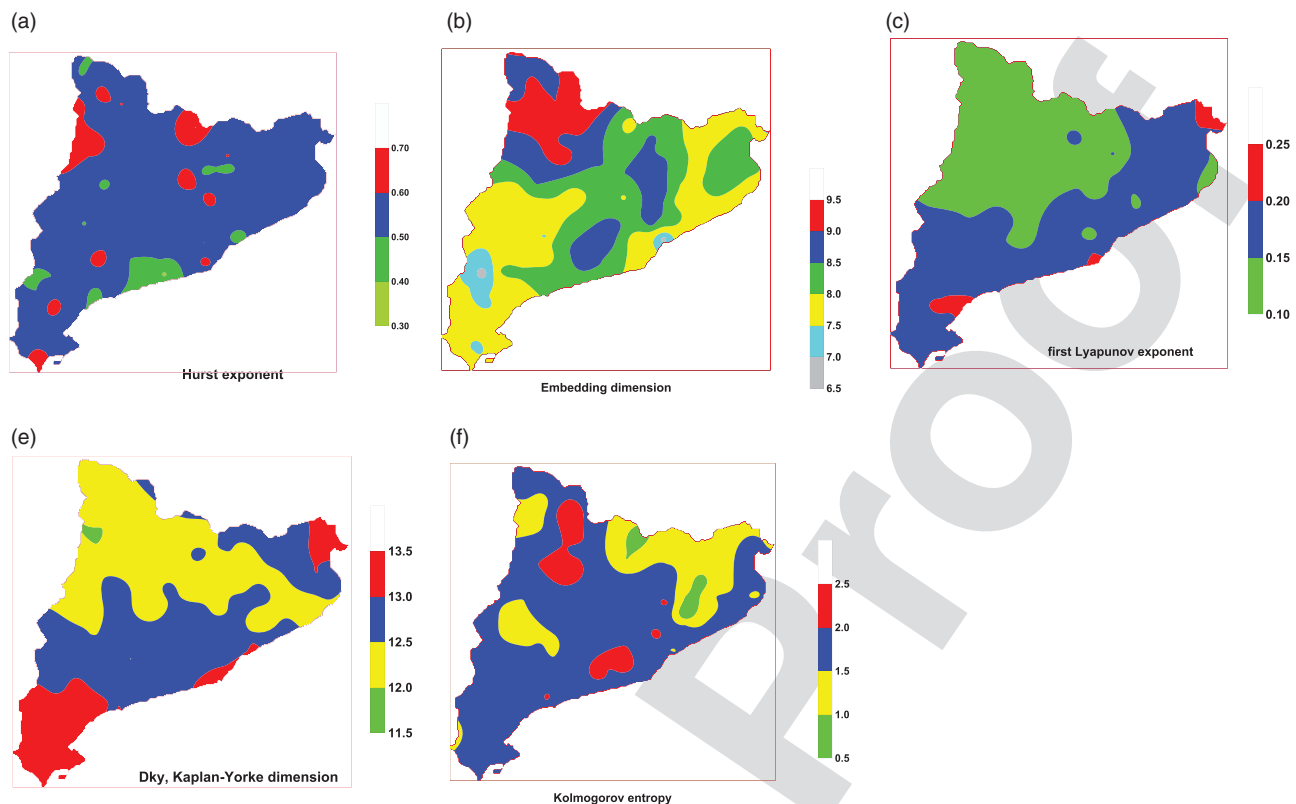 (a)
0.70
0.60
0.50
0.40
0.30
Hurst exponent
(b)
9.5
9.0
8.5
8.0
7.5
7.0
6.5
Embedding dimension
(c)
0.25
0.20
0.15
0.10
first Lyapunov exponent
(e)
13.5
13.0
12.5
12.0
11.5
Dky, Kaplan-Yorke dimension
(f)
2.5
2.0
1.5
1.0
0.5
Kolmogorov entropy
Proof